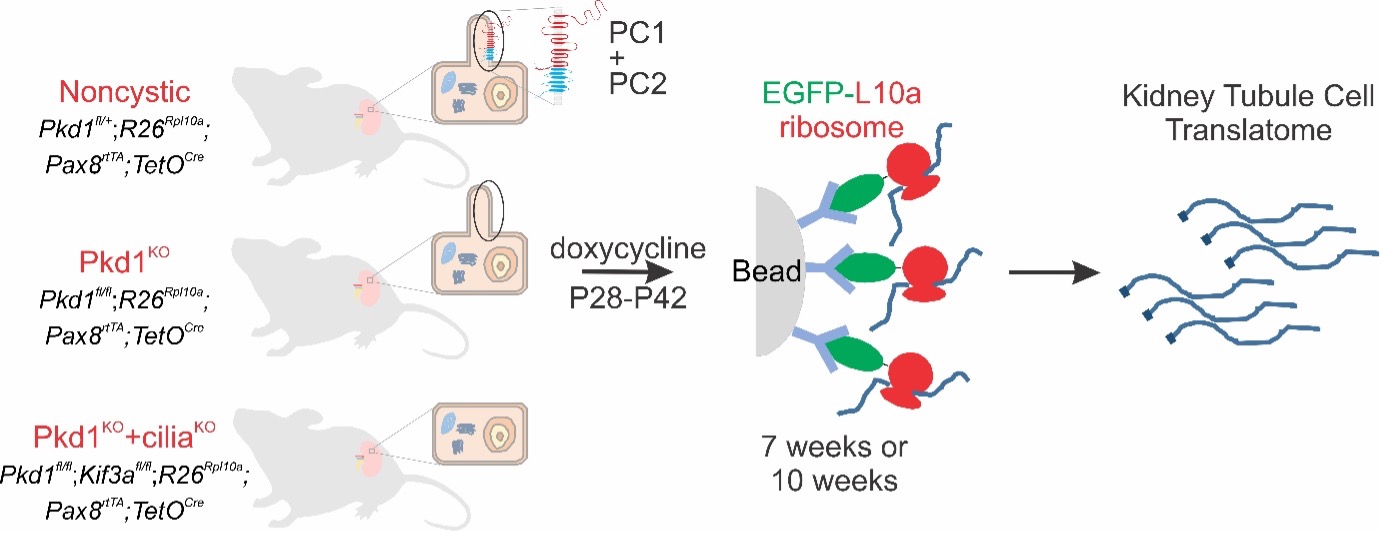 Noncystic
Pkd1^fl/+;R26^Rpl10a;
Pax8^rtTA;TetO^Cre
PC1
+
PC2
Pkd1^KO
Pkd1^fl/fl;R26^Rpl10a;
Pax8^rtTA;TetO^Cre
Pkd1^KO+cilia^KO
Pkd1^fl/fl;Kif3a^fl/fl;R26^Rpl10a;
Pax8^rtTA;TetO^Cre
doxycycline
P28-P42
EGFP-L10a
ribosome
Bead
7 weeks or
10 weeks
Kidney Tubule Cell
Translatome